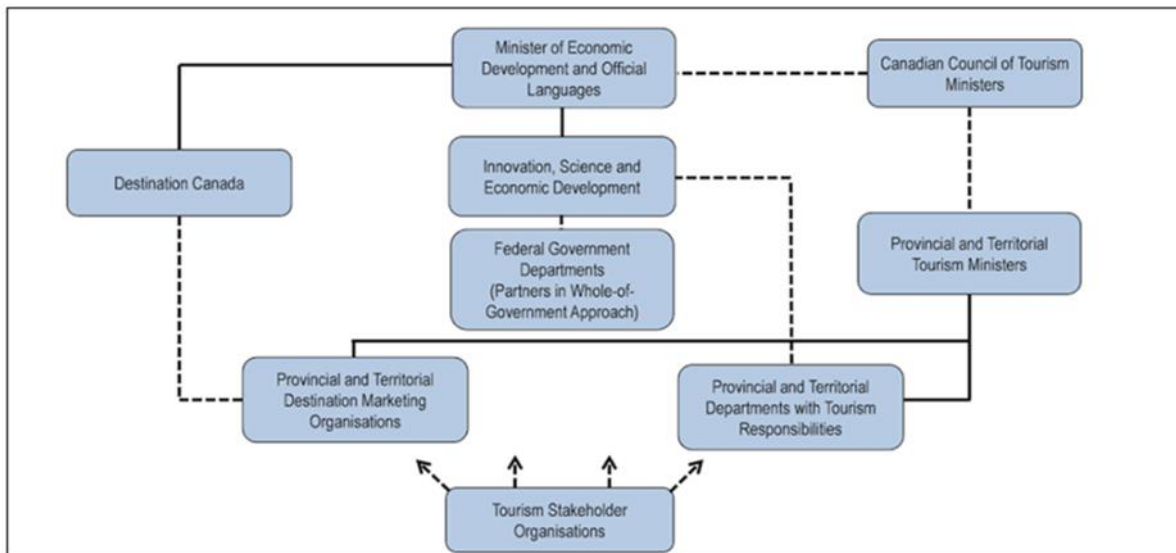 Minister of Economic
Development and Official
Languages
Canadian Council of Tourism
Ministers
Destination Canada
Innovation, Science and
Economic Development
Provincial and Territorial
Tourism Ministers
Federal Government
Departments
(Partners in Whole-of-
Government Approach)
Provincial and Territorial
Destination Marketing
Organisations
Provincial and Territorial
Departments with Tourism
Responsibilities
Tourism Stakeholder
Organisations